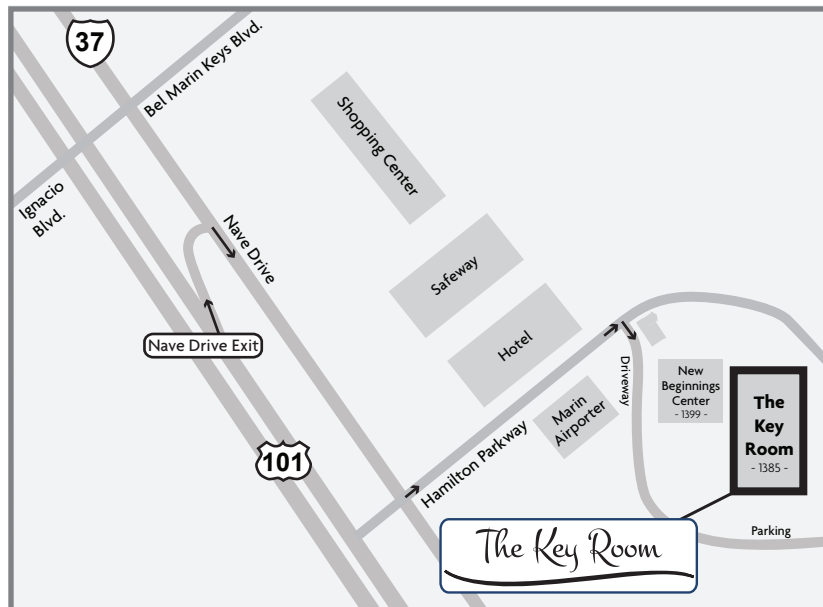 37
Bel Marin Keys Blvd.
Ignacio
Blvd.
Shopping Center
Nave Drive
Safeway
Nave Drive Exit
Hotel
Driveway
New
Beginnings
Center
- 1399 -
The
Key
Room
- 1385 -
Marin
Airporter
101
Hamilton Parkway
The Key Room
Parking